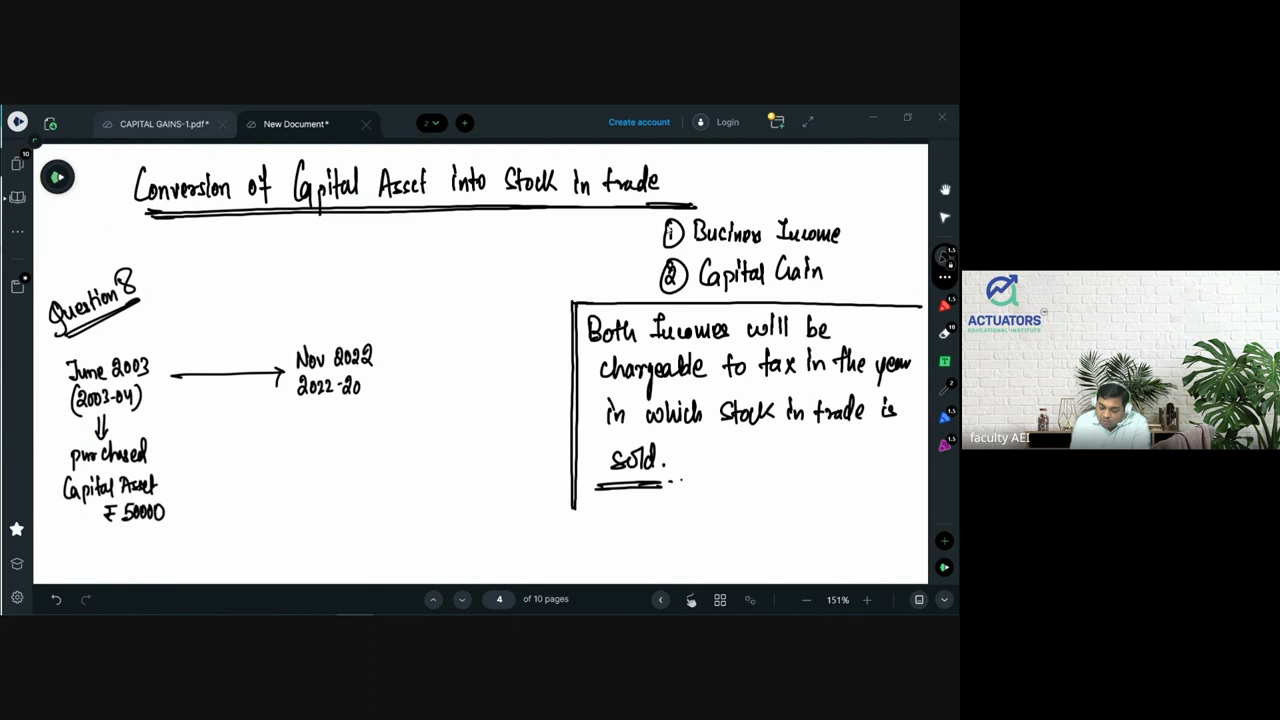 CAPITAL GAINS-1.pdf*
New Document*
2
Create account
Login
Conversion of Capital Asset into Stock in trade
① Business Income
② Capital Gain
Question 8
June 2003
(2003-04)
purchased
Capital Asset
₹ 50000
Nov 2022
2022-20
Both Incomes will be
chargeable to tax in the year
in which stock in trade is
sold.
4 of 10 pages
151%
ACTUATORS
EDUCATIONAL INSTITUTE
faculty AEI